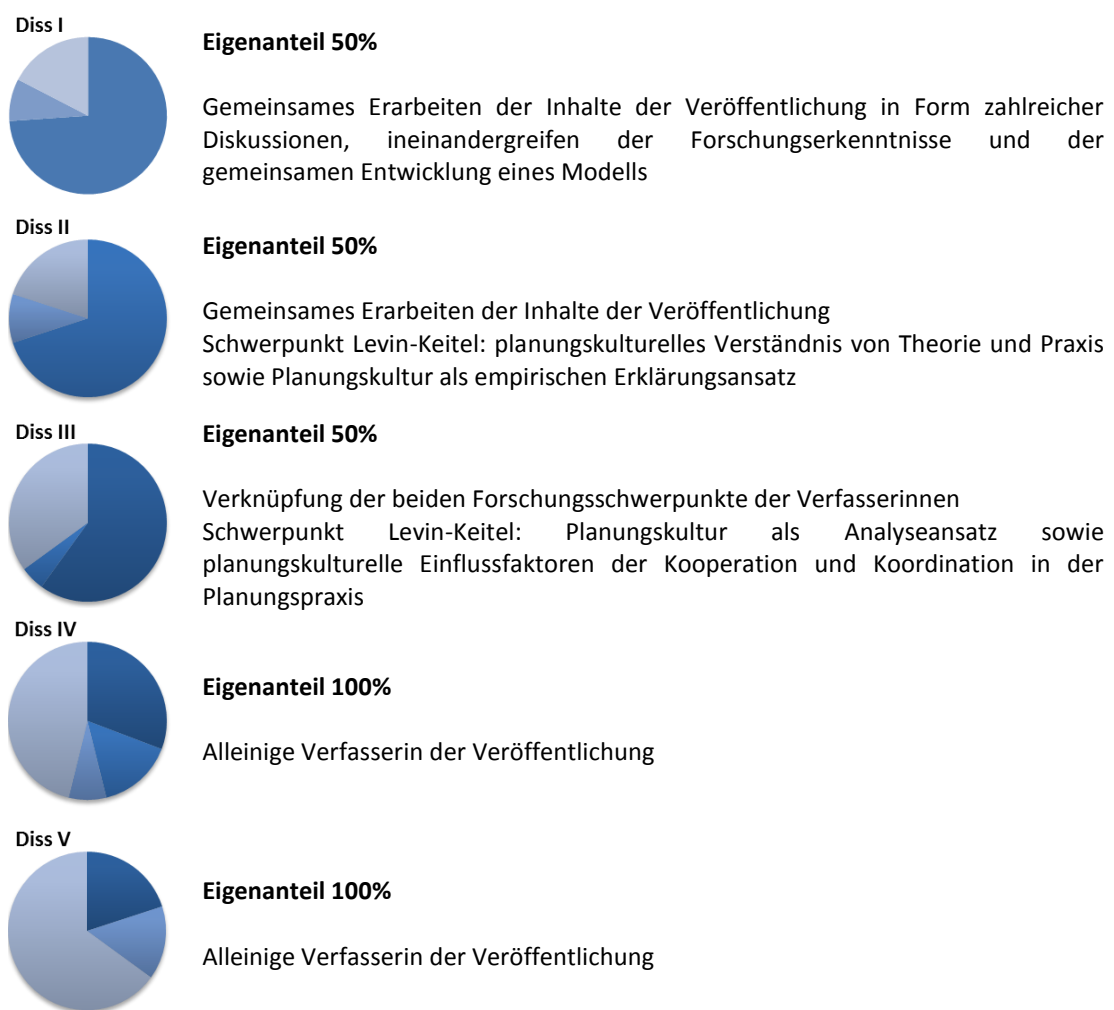 Diss I
Eigenanteil 50%
Gemeinsames Erarbeiten der Inhalte der Veröffentlichung in Form zahlreicher
Diskussionen, ineinandergreifen der Forschungserkenntnisse und der
gemeinsamen Entwicklung eines Modells
Diss II
Eigenanteil 50%
Gemeinsames Erarbeiten der Inhalte der Veröffentlichung
Schwerpunkt Levin-Keitel: planungskulturelles Verständnis von Theorie und Praxis
sowie Planungskultur als empirischen Erklärungsansatz
Diss III
Eigenanteil 50%
Verknüpfung der beiden Forschungsschwerpunkte der Verfasserinnen
Schwerpunkt Levin-Keitel: Planungskultur als Analyseansatz sowie
planungskulturelle Einflussfaktoren der Kooperation und Koordination in der
Planungspraxis
Diss IV
Eigenanteil 100%
Alleinige Verfasserin der Veröffentlichung
Diss V
Eigenanteil 100%
Alleinige Verfasserin der Veröffentlichung